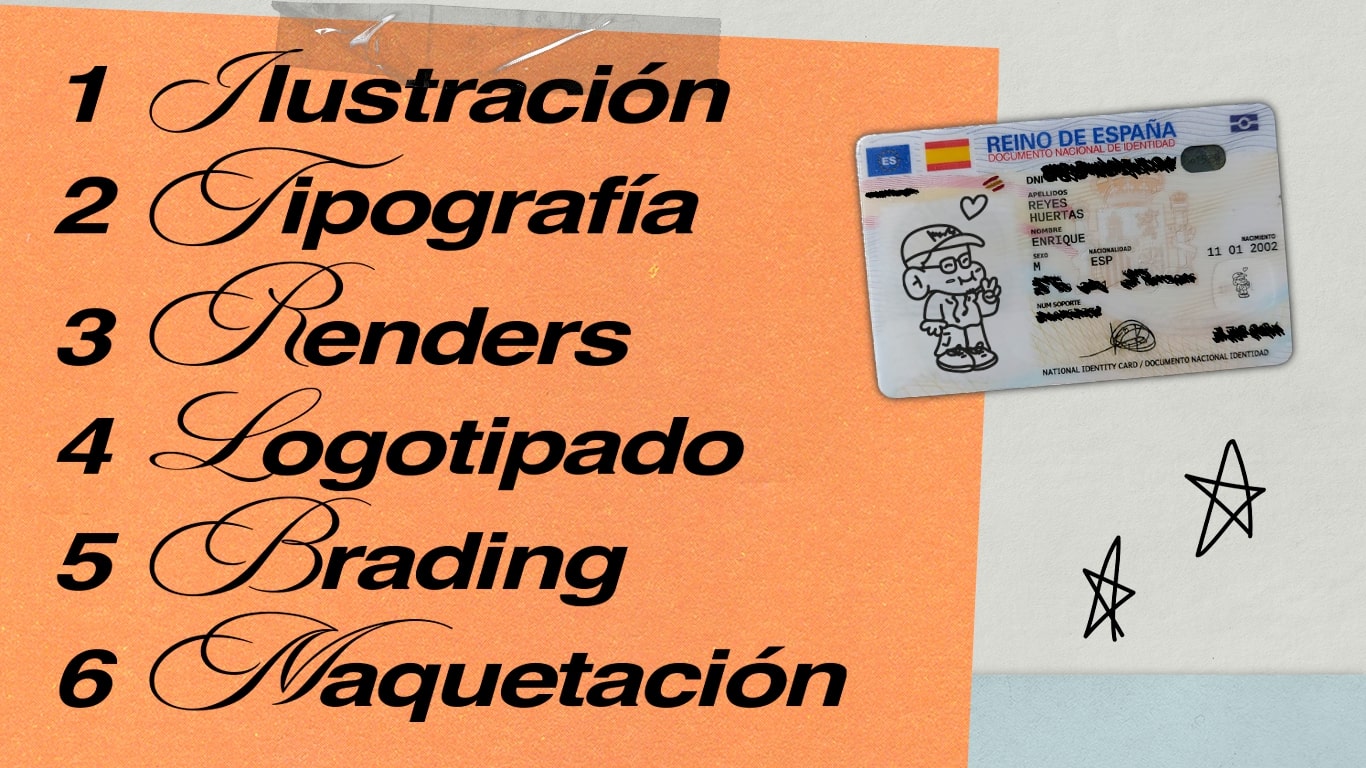 1 Ilustración
2 Tipografía
3 Renders
4 Logotipado
5 Brading
6 Maquetación
ES
REINO DE ESPAÑA
DOCUMENTO NACIONAL DE IDENTIDAD
DNI
APELLIDOS
REYES
HUERTAS
NOMBRE
ENRIQUE
SEXO NACIONALIDAD NACIMIENTO
M ESP 11 01 2002
NUM SOPORTE
NATIONAL IDENTITY CARD / DOCUMENTO NACIONAL IDENTIDAD